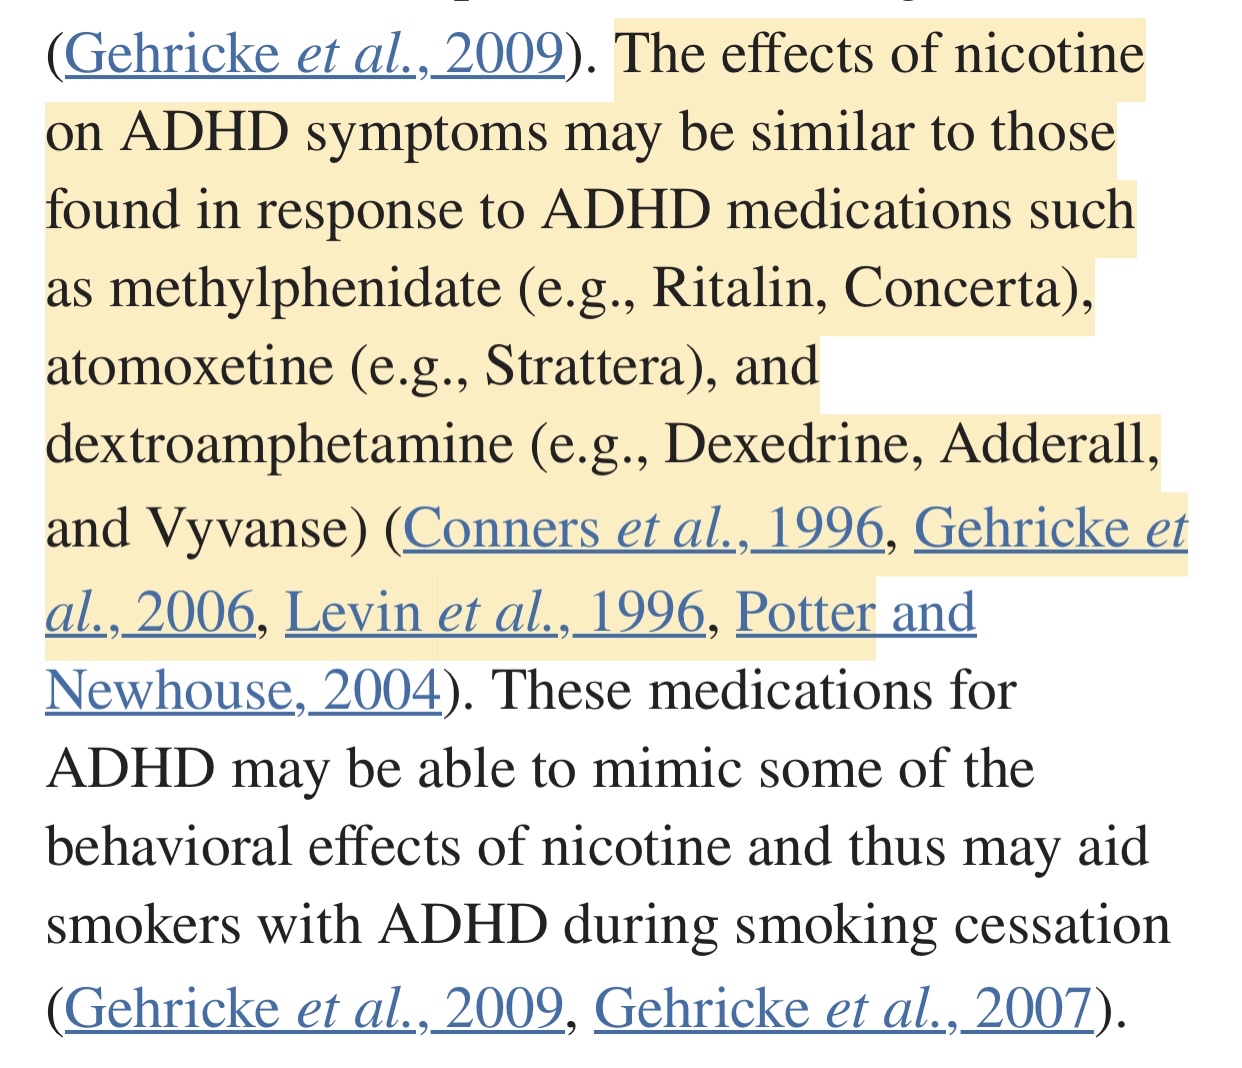 (Gehricke et al., 2009). The effects of nicotine
on ADHD symptoms may be similar to those
found in response to ADHD medications such
as methylphenidate (e.g., Ritalin, Concerta),
atomoxetine (e.g., Strattera), and
dextroamphetamine (e.g., Dexedrine, Adderall,
and Vyvanse) (Conners et al., 1996, Gehricke et
al., 2006, Levin et al., 1996, Potter and
Newhouse, 2004). These medications for
ADHD may be able to mimic some of the
behavioral effects of nicotine and thus may aid
smokers with ADHD during smoking cessation
(Gehricke et al., 2009, Gehricke et al., 2007).